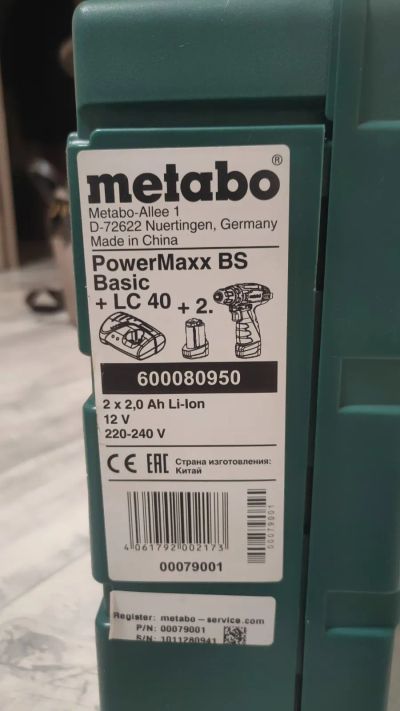 metabo®
Metabo-Allee 1
D-72622 Nuertingen, Germany
Made in China
PowerMaxx BS
Basic
+ LC 40 + 2.
600080950
2 x 2,0 Ah Li-Ion
12 V
220-240 V
CE EAC Страна изготовления:
Китай
4 061792 002173
00079001
00079001
Register: metabo-service.com
P/N: 00079001
S/N: 1011280941